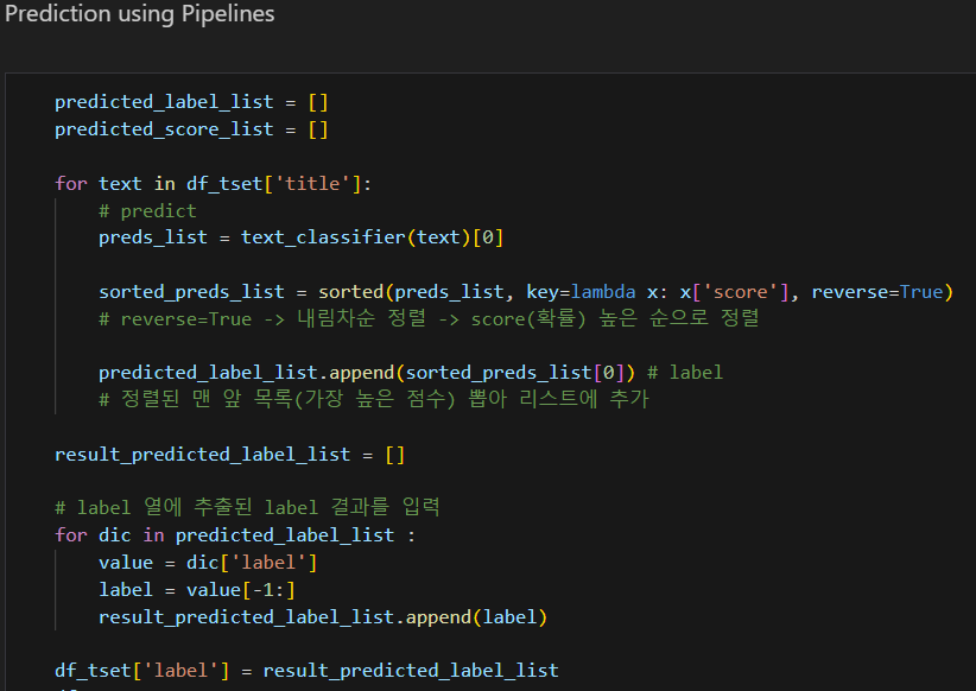 Prediction using Pipelines
predicted_label_list = []
predicted_score_list = []
for text in df_tset['title']:
# predict
preds_list = text_classifier(text)[0]
sorted_preds_list = sorted(preds_list, key=lambda x: x['score'], reverse=True)
# reverse=True -> 내림차순 정렬 -> score(확률) 높은 순으로 정렬
predicted_label_list.append(sorted_preds_list[0]) # label
# 정렬된 맨 앞 목록(가장 높은 점수) 뽑아 리스트에 추가
result_predicted_label_list = []
# label 열에 추출된 label 결과를 입력
for dic in predicted_label_list :
value = dic['label']
label = value[-1:]
result_predicted_label_list.append(label)
df_tset['label'] = result_predicted_label_list